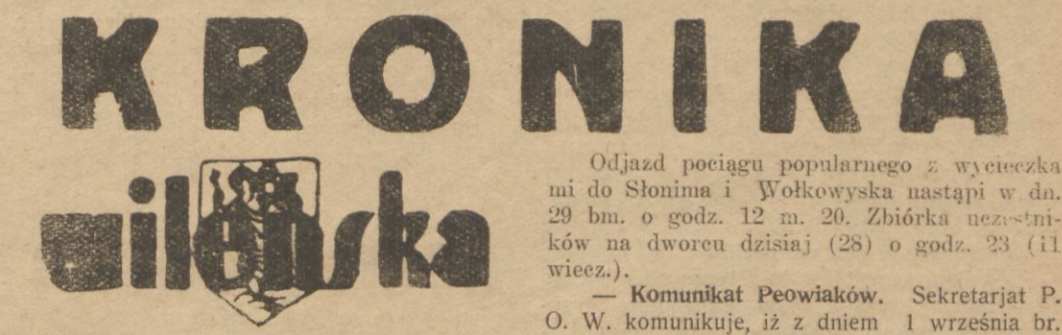 KRONIKA
wileńska
Odjazd pociągu popularnego z wycieczka
mi do Słonima i Wołkowyska nastąpi w dn.
29 bm. o godz. 12 m. 20. Zbiórka uczestni-
ków na dworcu dzisiaj (28) o godz. 23 (11
wiecz.).
— Komunikat Peowiaków. Sekretarjat P.
O. W. komunikuje, iż z dniem 1 września br.